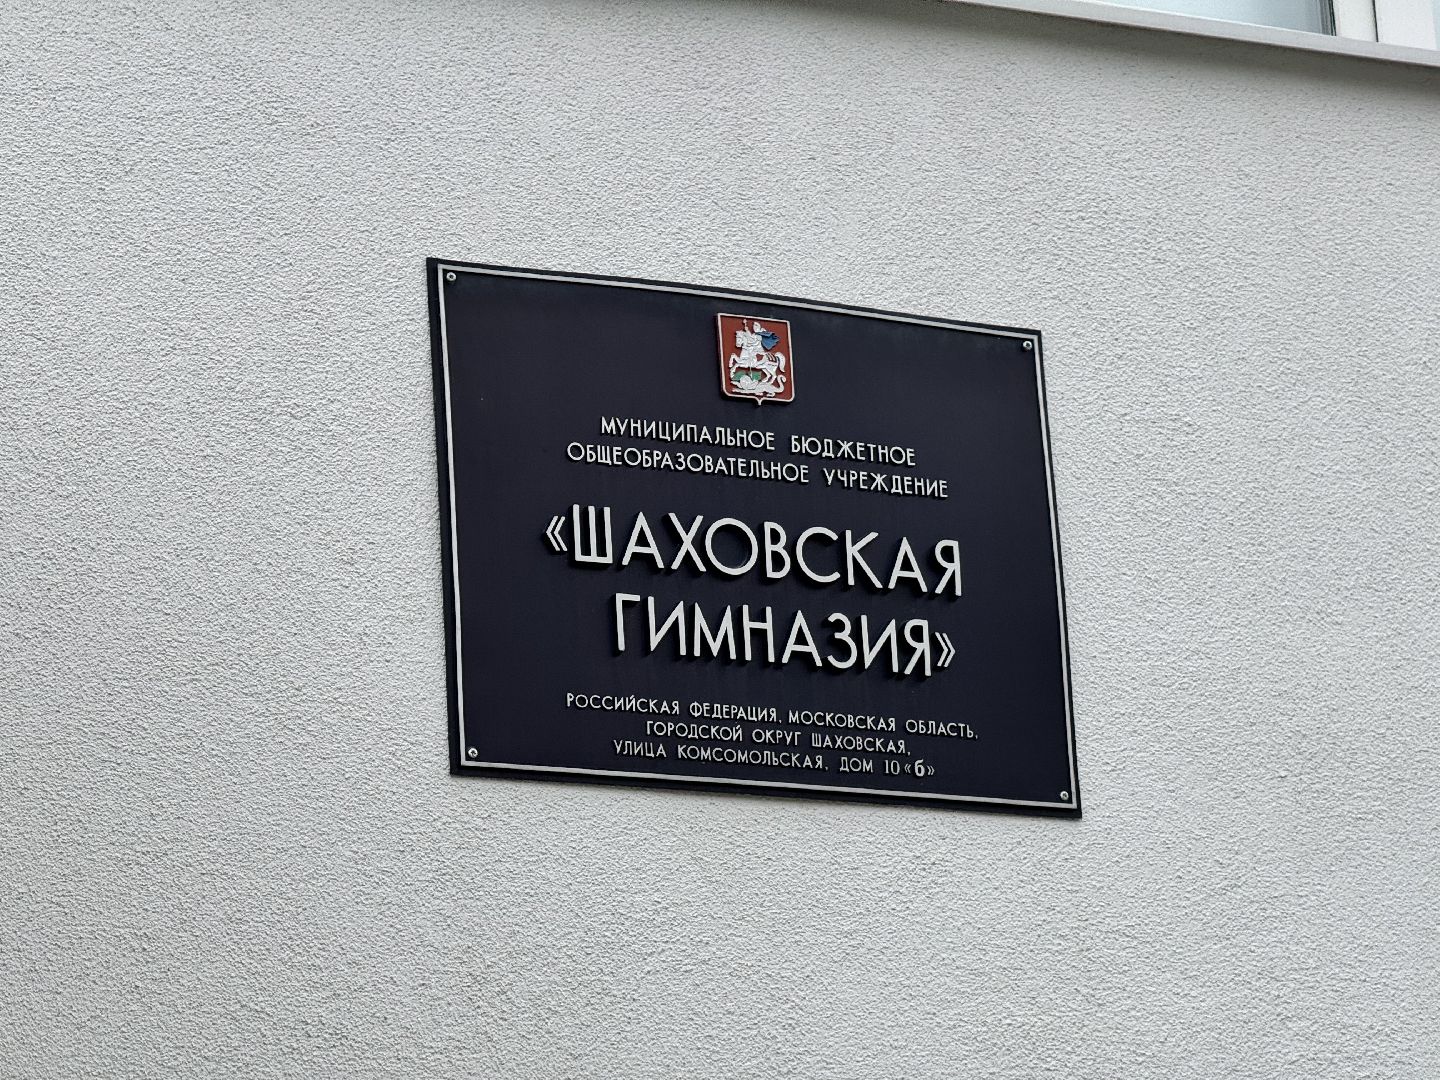 МУНИЦИПАЛЬНОЕ БЮДЖЕТНОЕ
ОБЩЕОБРАЗОВАТЕЛЬНОЕ УЧРЕЖДЕНИЕ
«ШАХОВСКАЯ
ГИМНАЗИЯ»
РОССИЙСКАЯ ФЕДЕРАЦИЯ, МОСКОВСКАЯ ОБЛАСТЬ,
ГОРОДСКОЙ ОКРУГ ШАХОВСКАЯ,
УЛИЦА КОМСОМОЛЬСКАЯ, ДОМ 10 «б»